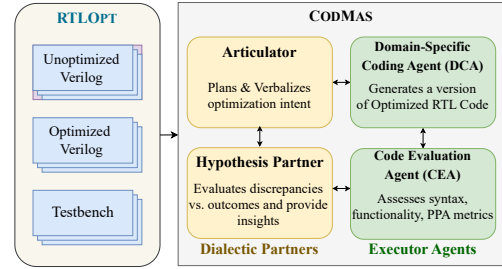 RTLOPT
Unoptimized
Verilog
Optimized
Verilog
Testbench
CODMAS
Articulator
Plans & Verbalizes
optimization intent
Domain-Specific
Coding Agent (DCA)
Generates a version
of Optimized RTL Code
Hypothesis Partner
Evaluates discrepancies
vs. outcomes and provide
insights
Code Evaluation
Agent (CEA)
Assesses syntax,
functionality, PPA metrics
Dialectic Partners
Executor Agents